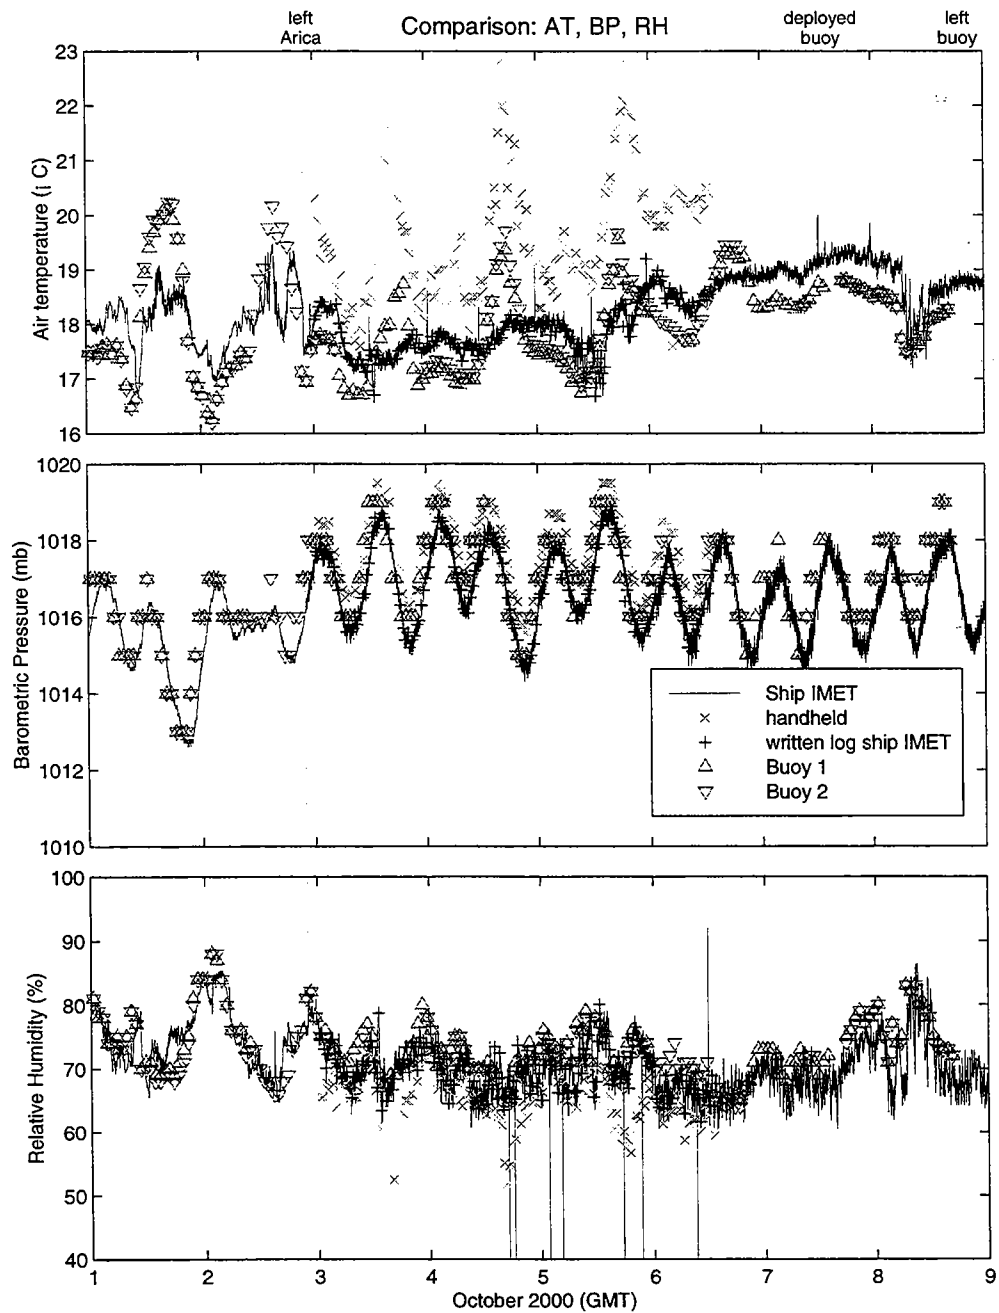 left
Arica
Comparison: AT, BP, RH
deployed
buoy
left
buoy
23
22
21
20
19
18
17
16
Air temperature (¡ C)
1020
1018
1016
1014
1012
1010
Barometric Pressure (mb)
Ship IMET
handheld
written log ship IMET
Buoy 1
Buoy 2
100
90
80
70
60
50
40
Relative Humidity (%)
1 2 3 4 5 6 7 8 9
October 2000 (GMT)